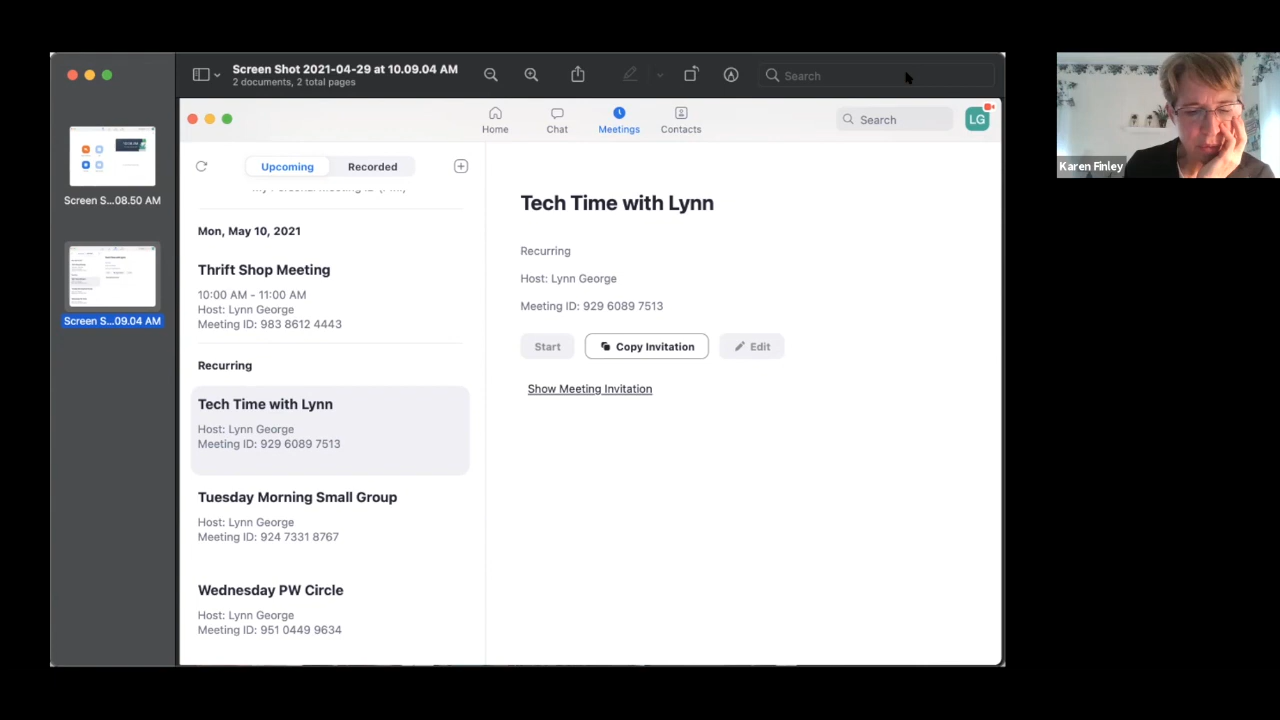 Screen Shot 2021-04-29 at 10.09.04 AM
2 documents, 2 total pages
Search
Screen S...08.50 AM
Screen S...09.04 AM
Home
Chat
Meetings
Contacts
Search
LG
Upcoming
Recorded
My Personal Meeting ID (PMI)
Mon, May 10, 2021
Thrift Shop Meeting
10:00 AM - 11:00 AM
Host: Lynn George
Meeting ID: 983 8612 4443
Recurring
Tech Time with Lynn
Host: Lynn George
Meeting ID: 929 6089 7513
Tuesday Morning Small Group
Host: Lynn George
Meeting ID: 924 7331 8767
Wednesday PW Circle
Host: Lynn George
Meeting ID: 951 0449 9634
Tech Time with Lynn
Recurring
Host: Lynn George
Meeting ID: 929 6089 7513
Start
Copy Invitation
Edit
Show Meeting Invitation
Karen Finley